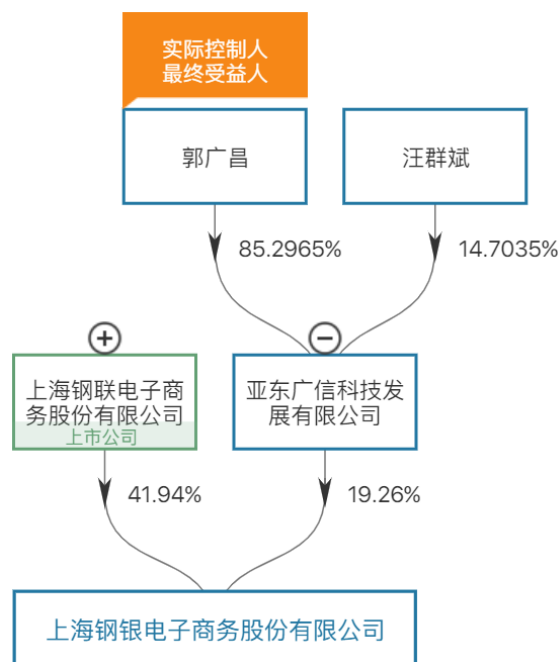 实际控制人
最终受益人
郭广昌
汪群斌
85.2965%
14.7035%
上海钢联电子商
务股份有限公司
上市公司
亚东广信科技发
展有限公司
41.94%
19.26%
上海钢银电子商务股份有限公司